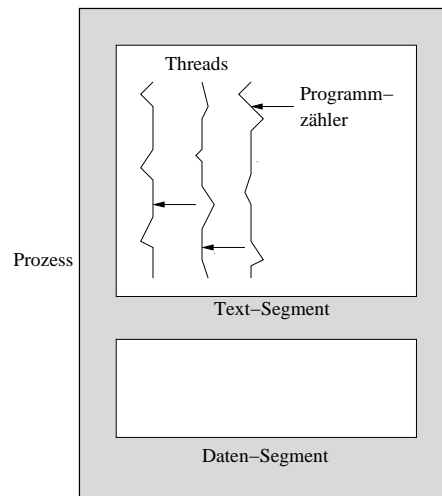 Threads
Programm–
zähler
Prozess
Text–Segment
Daten–Segment